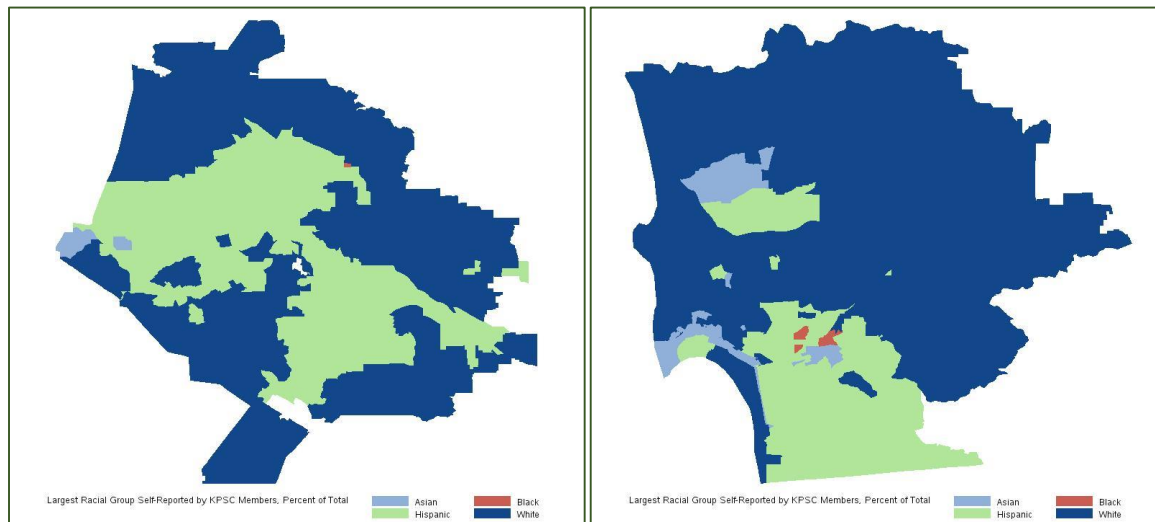 Largest Racial Group Self-Reported by KPSC Members, Percent of Total
Asian
Black
Hispanic
White
Largest Racial Group Self-Reported by KPSC Members, Percent of Total
Asian
Black
Hispanic
White